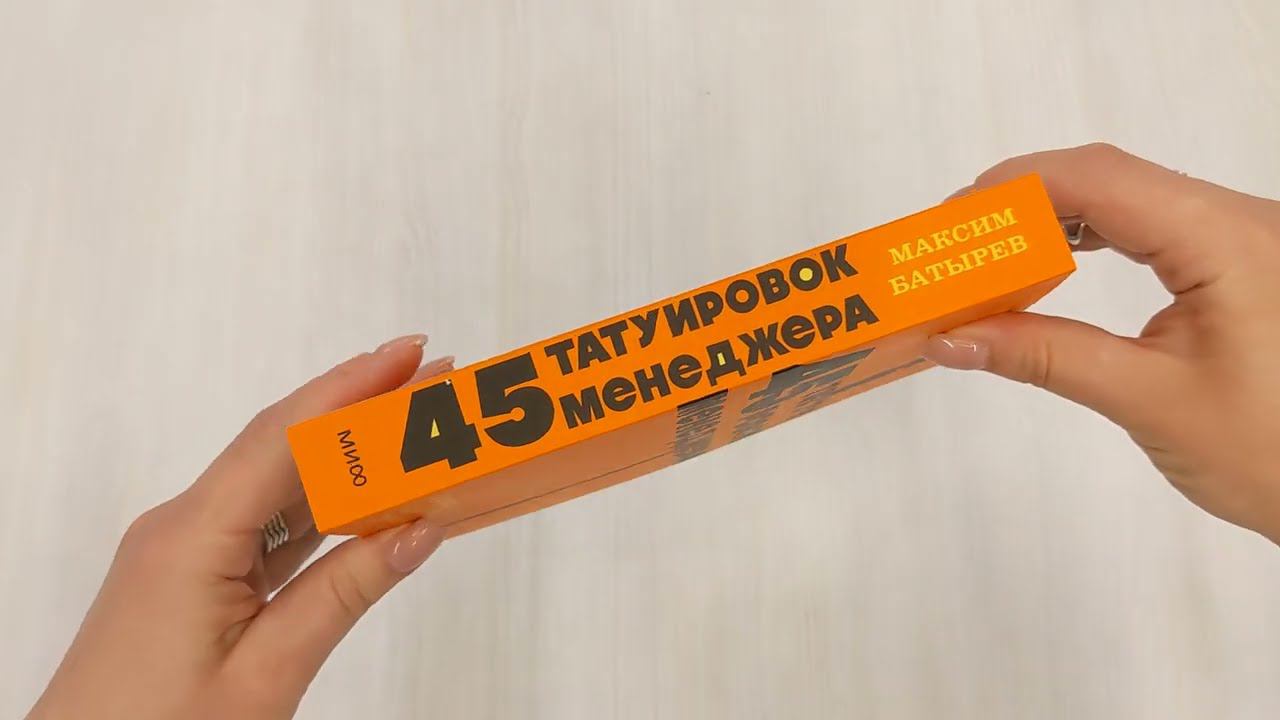 45
ТАТУИРОВОК
менеджера
МАКСИМ
БАТЫРЕВ
МИФ